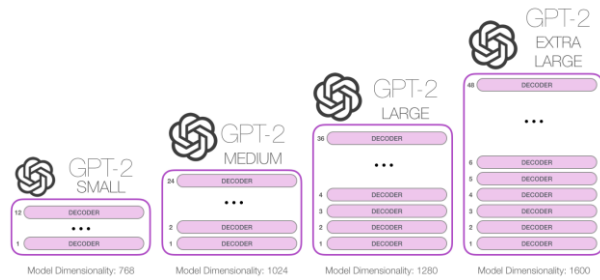 GPT-2
SMALL
12 DECODER
...
1 DECODER
Model Dimensionality: 768
GPT-2
MEDIUM
24 DECODER
...
2 DECODER
1 DECODER
Model Dimensionality: 1024
GPT-2
LARGE
36 DECODER
...
4 DECODER
3 DECODER
2 DECODER
1 DECODER
Model Dimensionality: 1280
GPT-2
EXTRA
LARGE
48 DECODER
...
6 DECODER
5 DECODER
4 DECODER
3 DECODER
2 DECODER
1 DECODER
Model Dimensionality: 1600